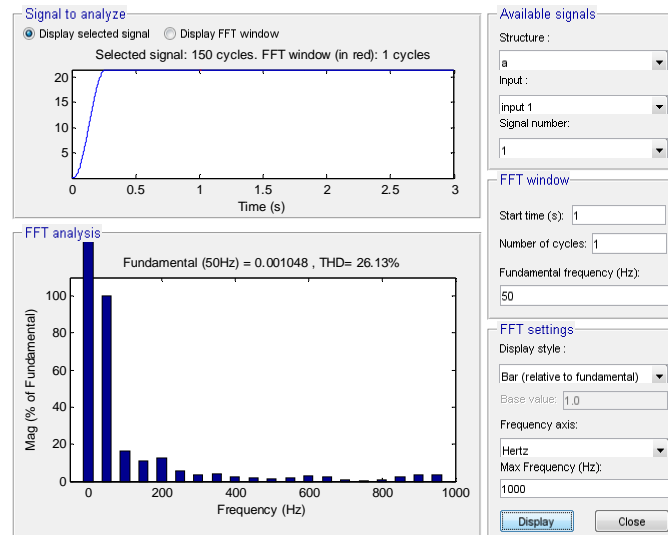 Signal to analyze
Display selected signal Display FFT window
Selected signal: 150 cycles. FFT window (in red): 1 cycles
20
15
10
5
0 0.5 1 1.5 2 2.5 3
Time (s)
FFT analysis
Fundamental (50Hz) = 0.001048 , THD= 26.13%
100
80
60
40
20
0
Mag (% of Fundamental)
0 200 400 600 800 1000
Frequency (Hz)
Available signals
Structure :
a
Input :
input 1
Signal number:
1
FFT window
Start time (s): 1
Number of cycles: 1
Fundamental frequency (Hz):
50
FFT settings
Display style :
Bar (relative to fundamental)
Base value: 1.0
Frequency axis:
Hertz
Max Frequency (Hz):
1000
Display Close